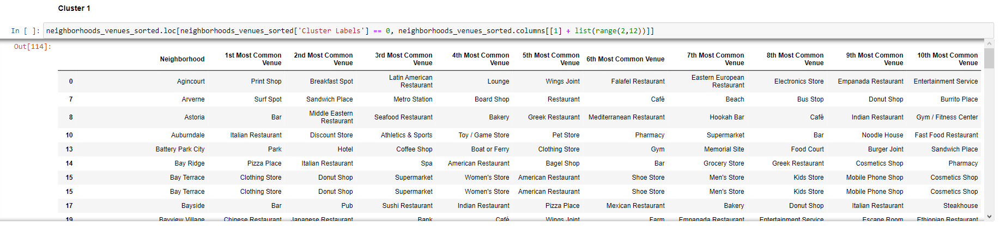 Cluster 1
In [ ]: neighborhoods_venues_sorted.loc[neighborhoods_venues_sorted['Cluster Labels'] == 0, neighborhoods_venues_sorted.columns[[1] + list(range(2,12))]]
Out[114]:
Neighborhood 1st Most Common Venue 2nd Most Common Venue 3rd Most Common Venue 4th Most Common Venue 5th Most Common Venue 6th Most Common Venue 7th Most Common Venue 8th Most Common Venue 9th Most Common Venue 10th Most Common Venue
0 Agincourt Print Shop Breakfast Spot Latin American Restaurant Lounge Wings Joint Falafel Restaurant Eastern European Restaurant Electronics Store Empanada Restaurant Entertainment Service
7 Arverne Surf Spot Sandwich Place Metro Station Board Shop Restaurant Café Beach Bus Stop Donut Shop Burrito Place
8 Astoria Bar Middle Eastern Restaurant Seafood Restaurant Bakery Greek Restaurant Mediterranean Restaurant Hookah Bar Café Indian Restaurant Gym / Fitness Center
10 Auburndale Italian Restaurant Discount Store Athletics & Sports Toy / Game Store Pet Store Pharmacy Supermarket Bar Noodle House Fast Food Restaurant
13 Battery Park City Park Hotel Coffee Shop Boat or Ferry Clothing Store Gym Memorial Site Food Court Burger Joint Sandwich Place
14 Bay Ridge Pizza Place Italian Restaurant Spa American Restaurant Bagel Shop Bar Grocery Store Greek Restaurant Cosmetics Shop Pharmacy
15 Bay Terrace Clothing Store Donut Shop Supermarket Women's Store American Restaurant Shoe Store Men's Store Kids Store Mobile Phone Shop Cosmetics Shop
15 Bay Terrace Clothing Store Donut Shop Supermarket Women's Store American Restaurant Shoe Store Men's Store Kids Store Mobile Phone Shop Cosmetics Shop
17 Bayside Bar Pub Sushi Restaurant Indian Restaurant Pizza Place Mexican Restaurant Bakery Donut Shop Italian Restaurant Steakhouse
19 Bayview Village Chinese Restaurant Japanese Restaurant Bank Café Wings Joint Farm Empanada Restaurant Entertainment Service Escape Room Ethiopian Restaurant